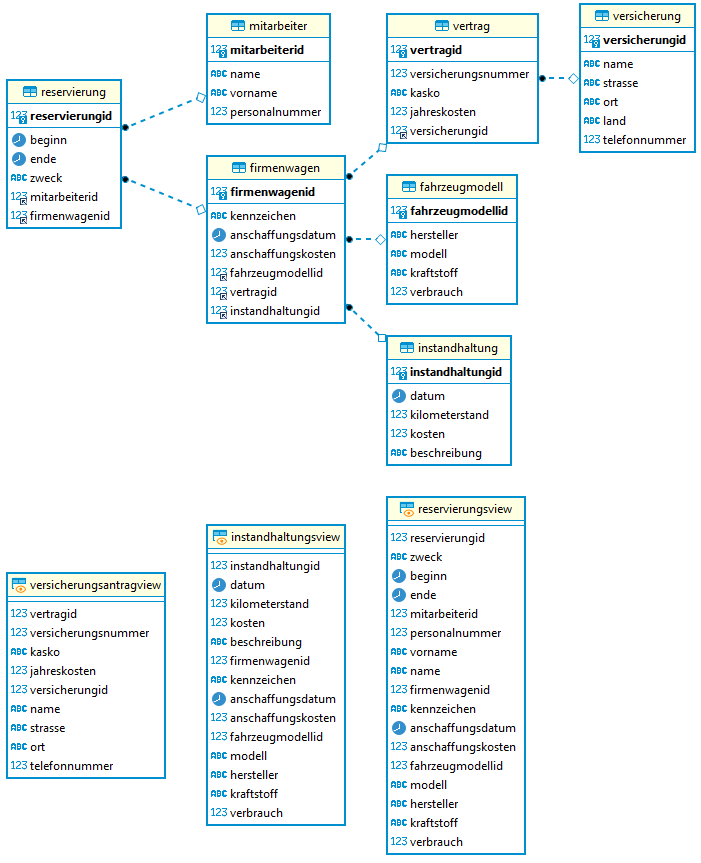 reservierung
123 reservierungid
beginn
ende
ABC zweck
123 mitarbeiterid
123 firmenwagenid
mitarbeiter
123 mitarbeiterid
ABC name
ABC vorname
123 personalnummer
firmenwagen
123 firmenwagenid
ABC kennzeichen
anschaffungsdatum
123 anschaffungskosten
123 fahrzeugmodellid
123 vertragid
123 instandhaltungid
vertrag
123 vertragid
123 versicherungsnummer
ABC kasko
123 jahreskosten
123 versicherungid
versicherung
123 versicherungid
ABC name
ABC strasse
ABC ort
ABC land
123 telefonnummer
fahrzeugmodell
123 fahrzeugmodellid
ABC hersteller
ABC modell
ABC kraftstoff
123 verbrauch
instandhaltung
123 instandhaltungid
datum
123 kilometerstand
123 kosten
ABC beschreibung
versicherungsantragview
123 vertragid
123 versicherungsnummer
ABC kasko
123 jahreskosten
123 versicherungid
ABC name
ABC strasse
ABC ort
123 telefonnummer
instandhaltungsview
123 instandhaltungid
datum
123 kilometerstand
123 kosten
ABC beschreibung
123 firmenwagenid
ABC kennzeichen
anschaffungsdatum
123 anschaffungskosten
123 fahrzeugmodellid
ABC modell
ABC hersteller
ABC kraftstoff
123 verbrauch
reservierungsview
123 reservierungid
ABC zweck
beginn
ende
123 mitarbeiterid
123 personalnummer
ABC vorname
ABC name
123 firmenwagenid
ABC kennzeichen
anschaffungsdatum
123 anschaffungskosten
123 fahrzeugmodellid
ABC modell
ABC hersteller
ABC kraftstoff
123 verbrauch